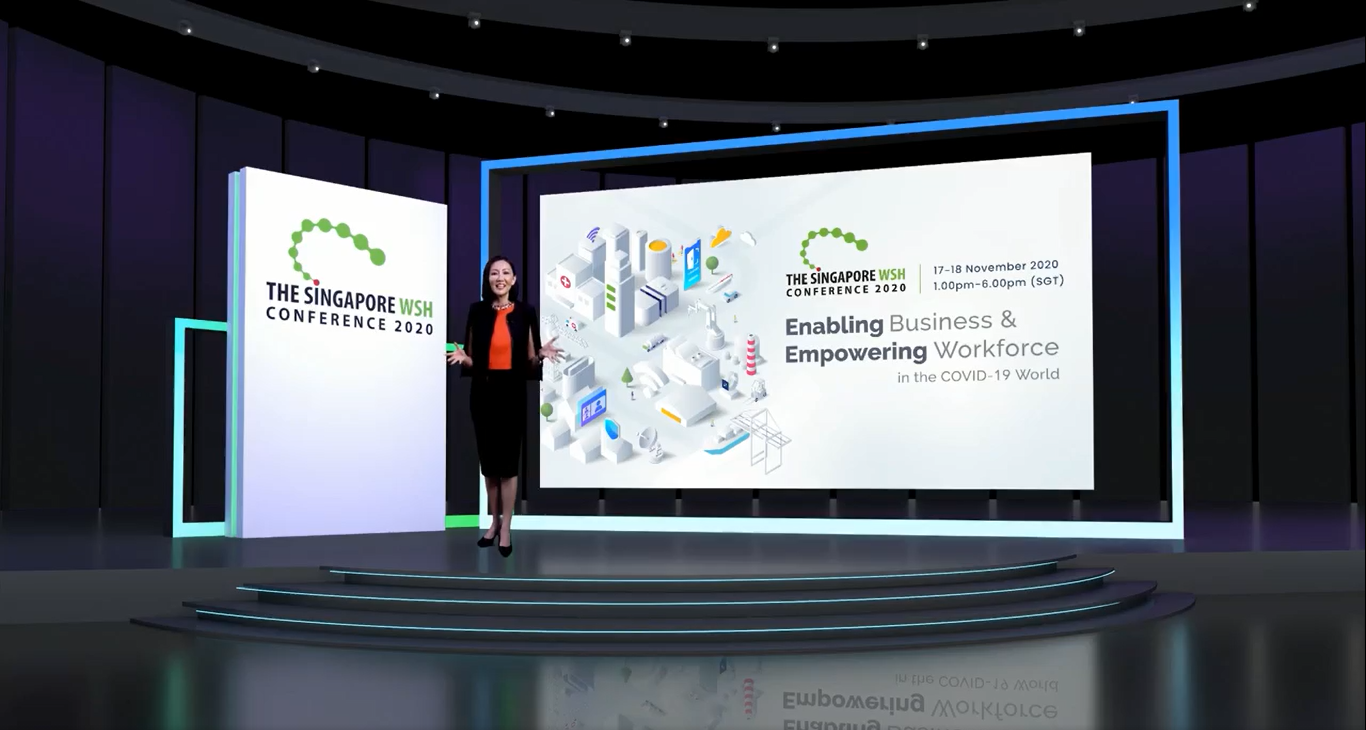 THE SINGAPORE WSH
CONFERENCE 2020
THE SINGAPORE WSH
CONFERENCE 2020
17-18 November 2020
1.00pm-6.00pm (SGT)
Enabling Business &
Empowering Workforce
in the COVID-19 World